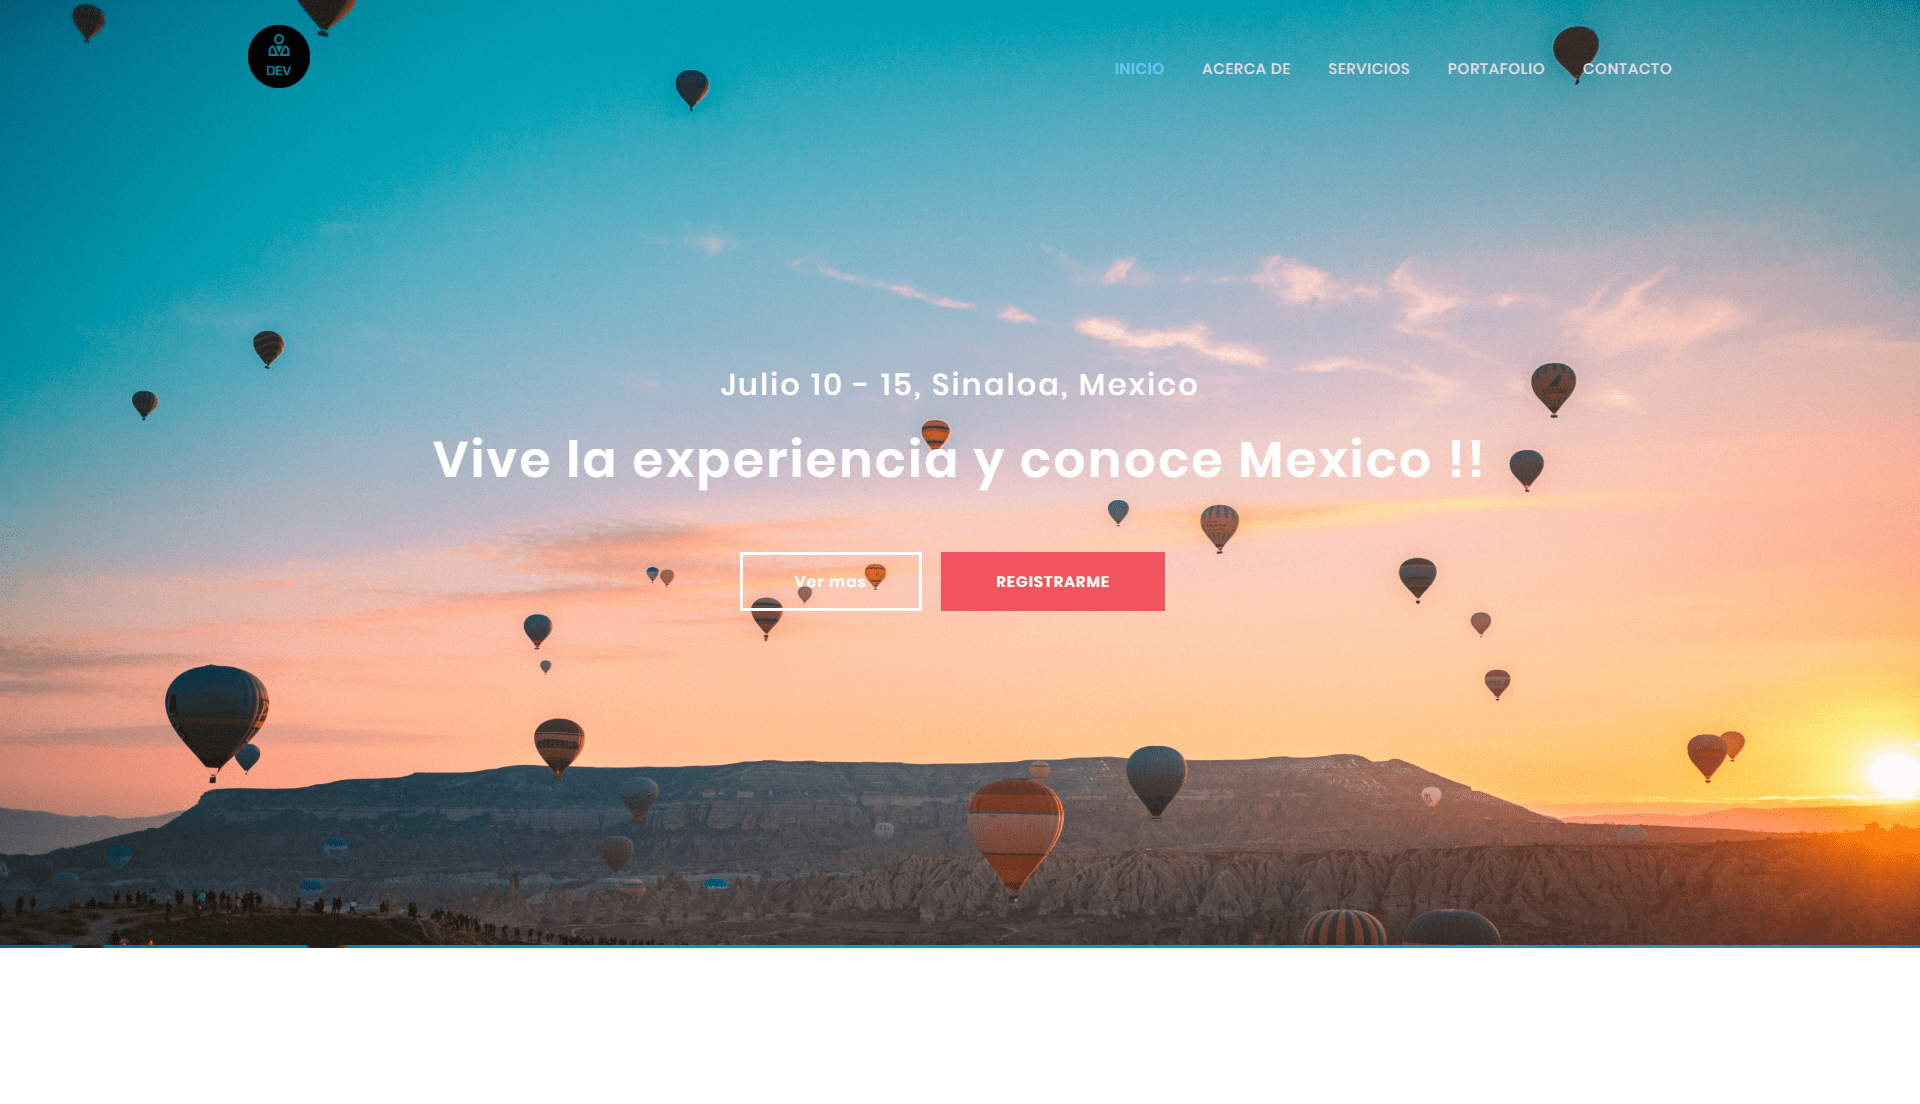 DEV
INICIO ACERCA DE SERVICIOS PORTAFOLIO CONTACTO
Julio 10 - 15, Sinaloa, Mexico
Vive la experiencia y conoce Mexico !!
Ver mas REGISTRARME